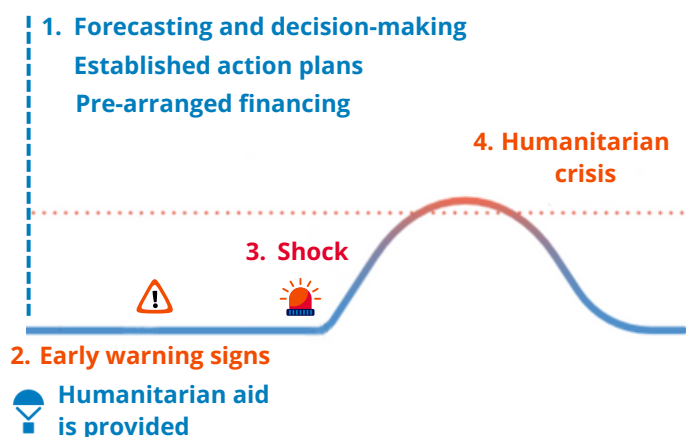 1. Forecasting and decision-making
Established action plans
Pre-arranged financing
4. Humanitarian
crisis
3. Shock
!
2. Early warning signs
Humanitarian aid
is provided